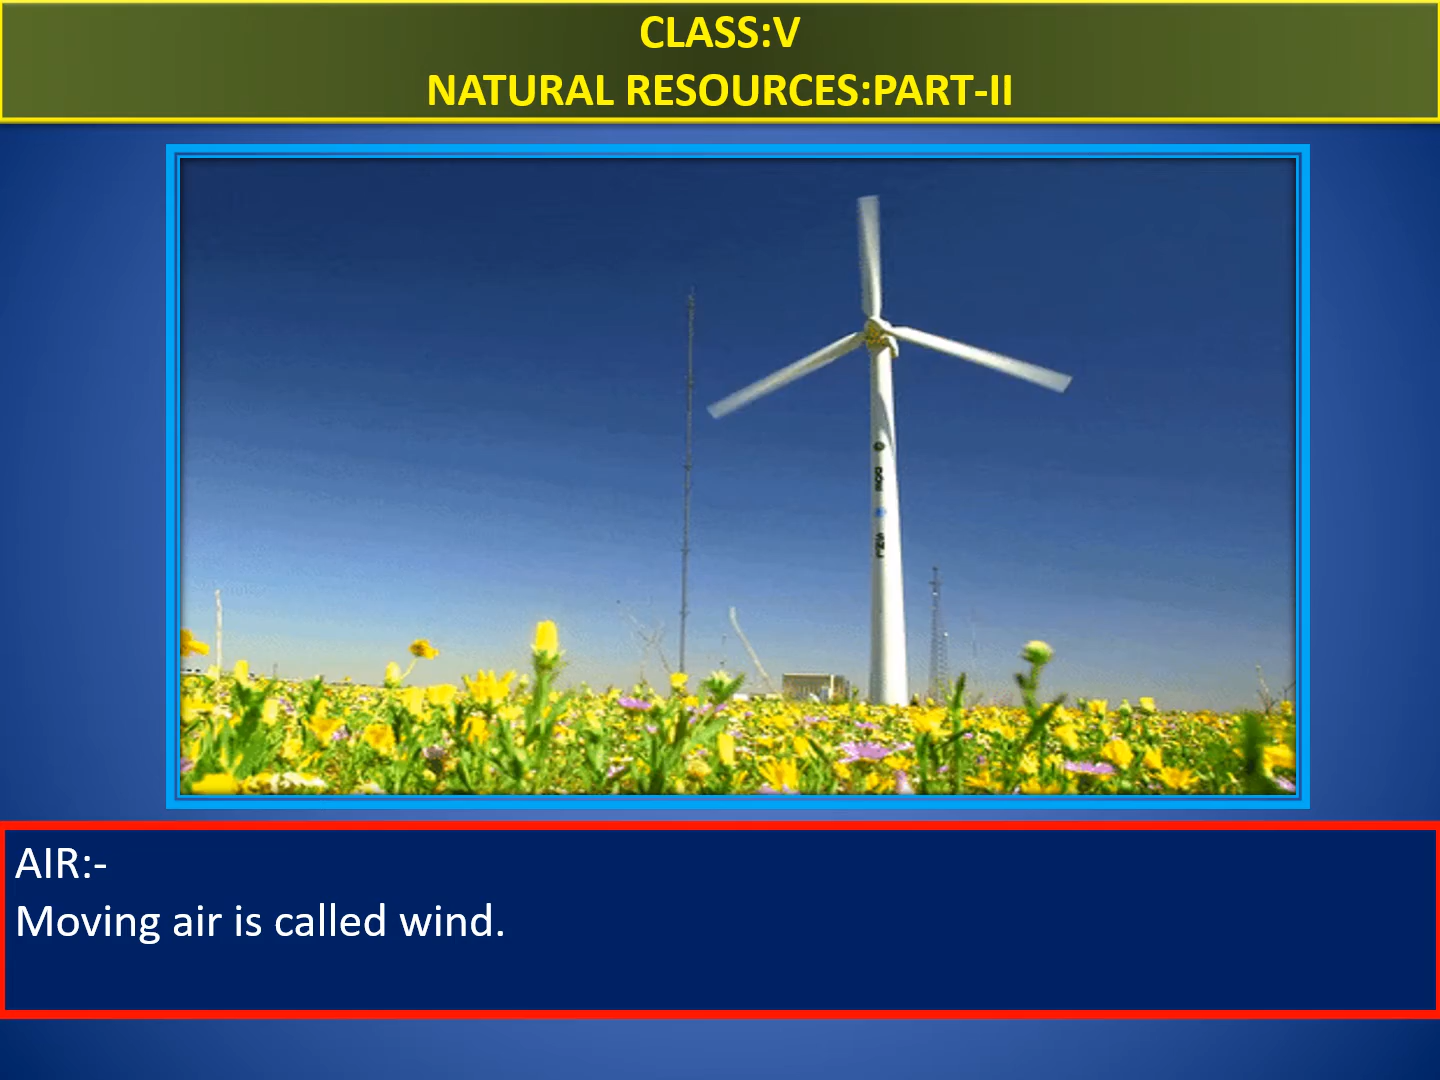 CLASS:V
NATURAL RESOURCES:PART-II
AIR:-
Moving air is called wind.